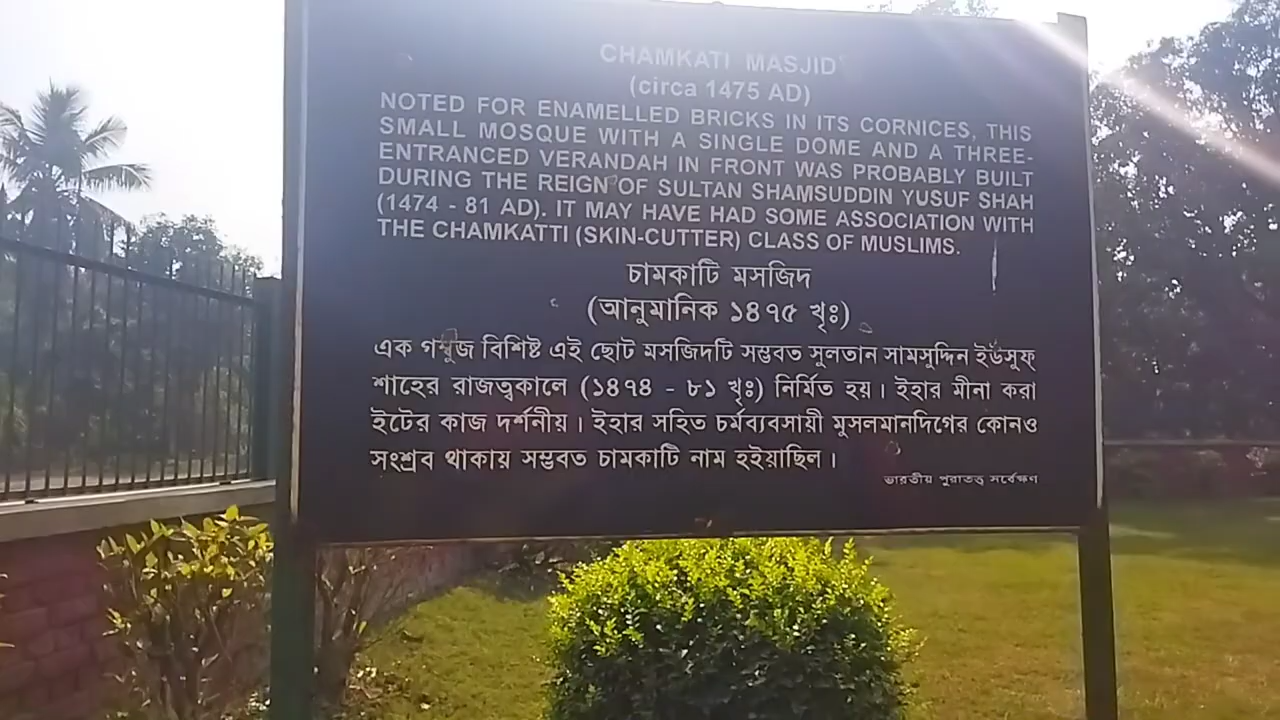 CHAMKATI MASJID
(circa 1475 AD)
NOTED FOR ENAMELLED BRICKS IN ITS CORNICES, THIS
SMALL MOSQUE WITH A SINGLE DOME AND A THREE-
ENTRANCED VERANDAH IN FRONT WAS PROBABLY BUILT
DURING THE REIGN OF SULTAN SHAMSUDDIN YUSUF SHAH
(1474 - 81 AD). IT MAY HAVE HAD SOME ASSOCIATION WITH
THE CHAMKATTI (SKIN-CUTTER) CLASS OF MUSLIMS.
চামকাটি মসজিদ
(আনুমানিক ১৪৭৫ খৃঃ)
এক গম্বুজ বিশিষ্ট এই ছোট মসজিদটি সম্ভবত সুলতান সামসুদ্দিন ইউসুফ্
শাহের রাজত্বকালে (১৪৭৪ - ৮১ খৃঃ) নির্মিত হয়। ইহার মীনা করা
ইটের কাজ দর্শনীয়। ইহার সহিত চর্মব্যবসায়ী মুসলমানদিগের কোনও
সংশ্রব থাকায় সম্ভবত চামকাটি নাম হইয়াছিল।
ভারতীয় পুরাতত্ত্ব সর্বেক্ষণ